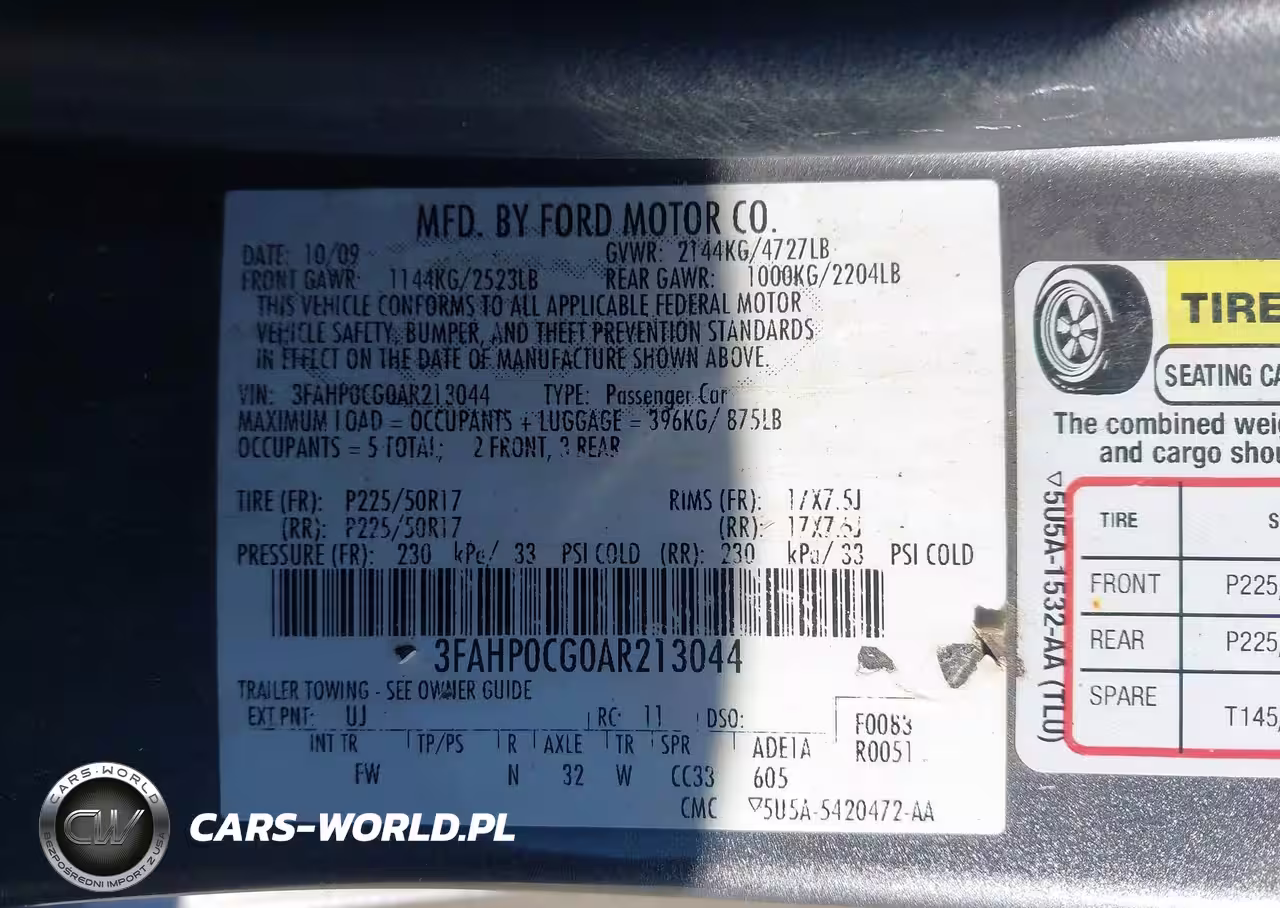 MFD. BY FORD MOTOR CO.
DATE: 10/09 GVWR: 2144KG/4727LB
FRONT GAWR: 1144KG/2523LB REAR GAWR: 1000KG/2204LB
THIS VEHICLE CONFORMS TO ALL APPLICABLE FEDERAL MOTOR
VEHICLE SAFETY, BUMPER, AND THEFT PREVENTION STANDARDS
IN EFFECT ON THE DATE OF MANUFACTURE SHOWN ABOVE.
VIN: 3FAHP0CG0AR213044 TYPE: Passenger Car
MAXIMUM LOAD = OCCUPANTS + LUGGAGE = 396KG/ 875LB
OCCUPANTS = 5 TOTAL; 2 FRONT, 3 REAR
TIRE (FR): P225/50R17 RIMS (FR): 17X7.5J
(RR): P225/50R17 (RR): 17X7.5J
PRESSURE (FR): 230 kPa/ 33 PSI COLD (RR): 230 kPa/ 33 PSI COLD
3FAHP0CG0AR213044
TRAILER TOWING - SEE OWNER GUIDE
EXT PNT: UJ RC: 11 DSO: F0083
INT TR TP/PS R AXLE TR SPR ADE1A R0051
FW N 32 W CC33 605
CMC ▽5U5A-5420472-AA
TIRE
SEATING
The combined
and cargo
▽5U5A-1532-AA (TLU)
TIRE
FRONT P225/
REAR P225/
SPARE T145/
CARS-WORLD
CW
BEZPOŚREDNI IMPORT Z USA
CARS-WORLD.PL